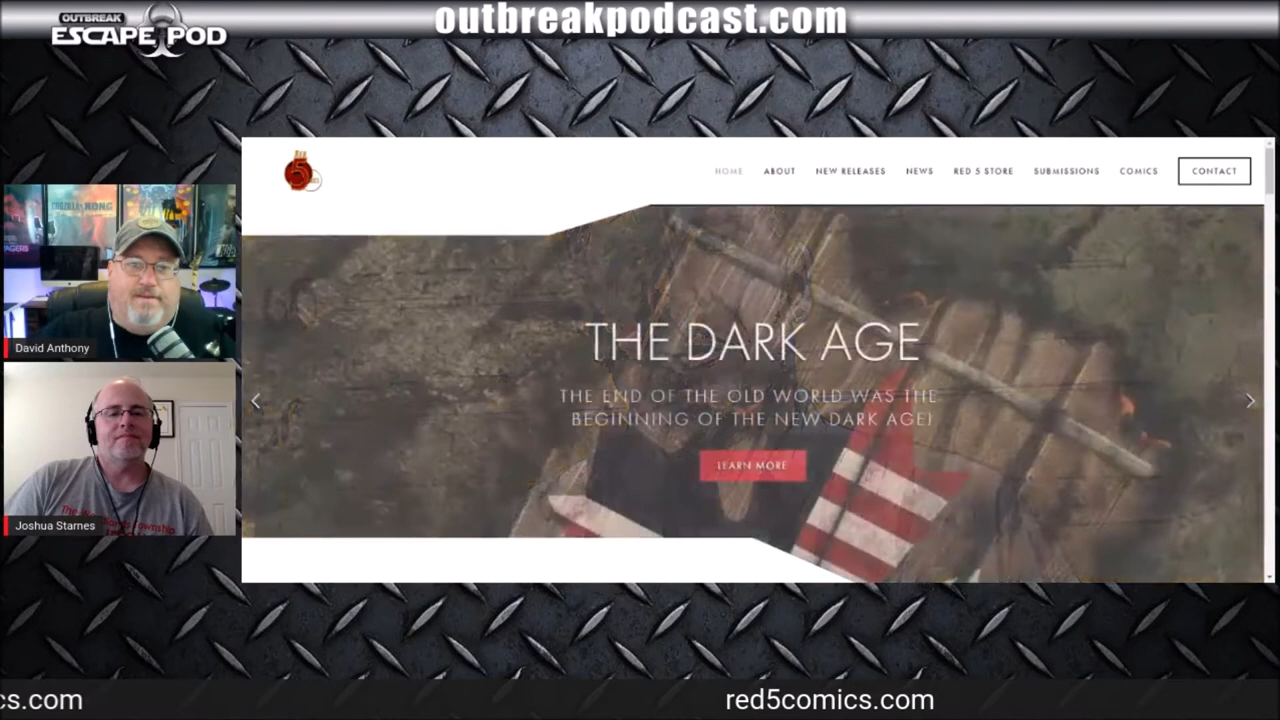 outbreakpodcast.com
OUTBREAK
ESCAPE POD
HOME
ABOUT
NEW RELEASES
NEWS
RED 5 STORE
SUBMISSIONS
COMICS
CONTACT
5
THE DARK AGE
THE END OF THE OLD WORLD WAS THE
BEGINNING OF THE NEW DARK AGE!
LEARN MORE
David Anthony
Joshua Starnes
cs.com
red5comics.com